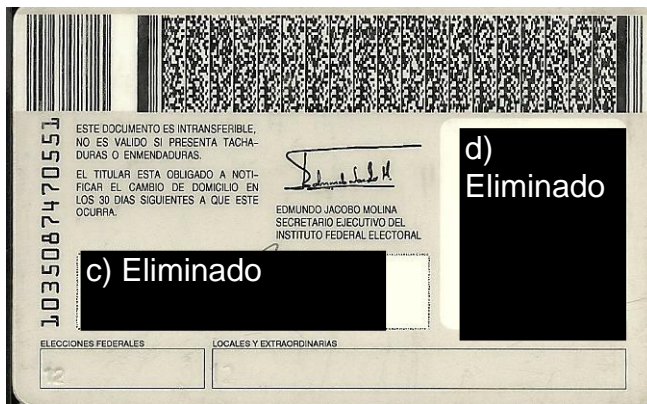 1035087470551
ESTE DOCUMENTO ES INTRANSFERIBLE,
NO ES VALIDO SI PRESENTA TACHA-
DURAS O ENMENDADURAS.
EL TITULAR ESTA OBLIGADO A NOTI-
FICAR EL CAMBIO DE DOMICILIO EN
LOS 30 DIAS SIGUIENTES A QUE ESTE
OCURRA.
EDMUNDO JACOBO MOLINA
SECRETARIO EJECUTIVO DEL
INSTITUTO FEDERAL ELECTORAL
d)
Eliminado
c) Eliminado
ELECCIONES FEDERALES
LOCALES Y EXTRAORDINARIAS
12
12